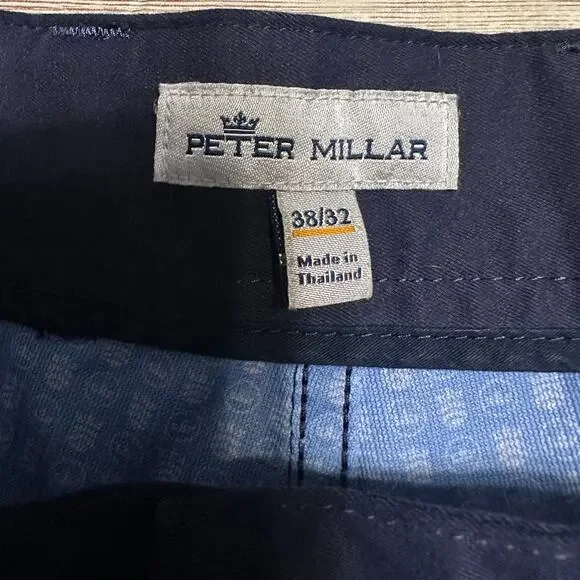 PETER MILLAR
38/32
Made in
Thailand